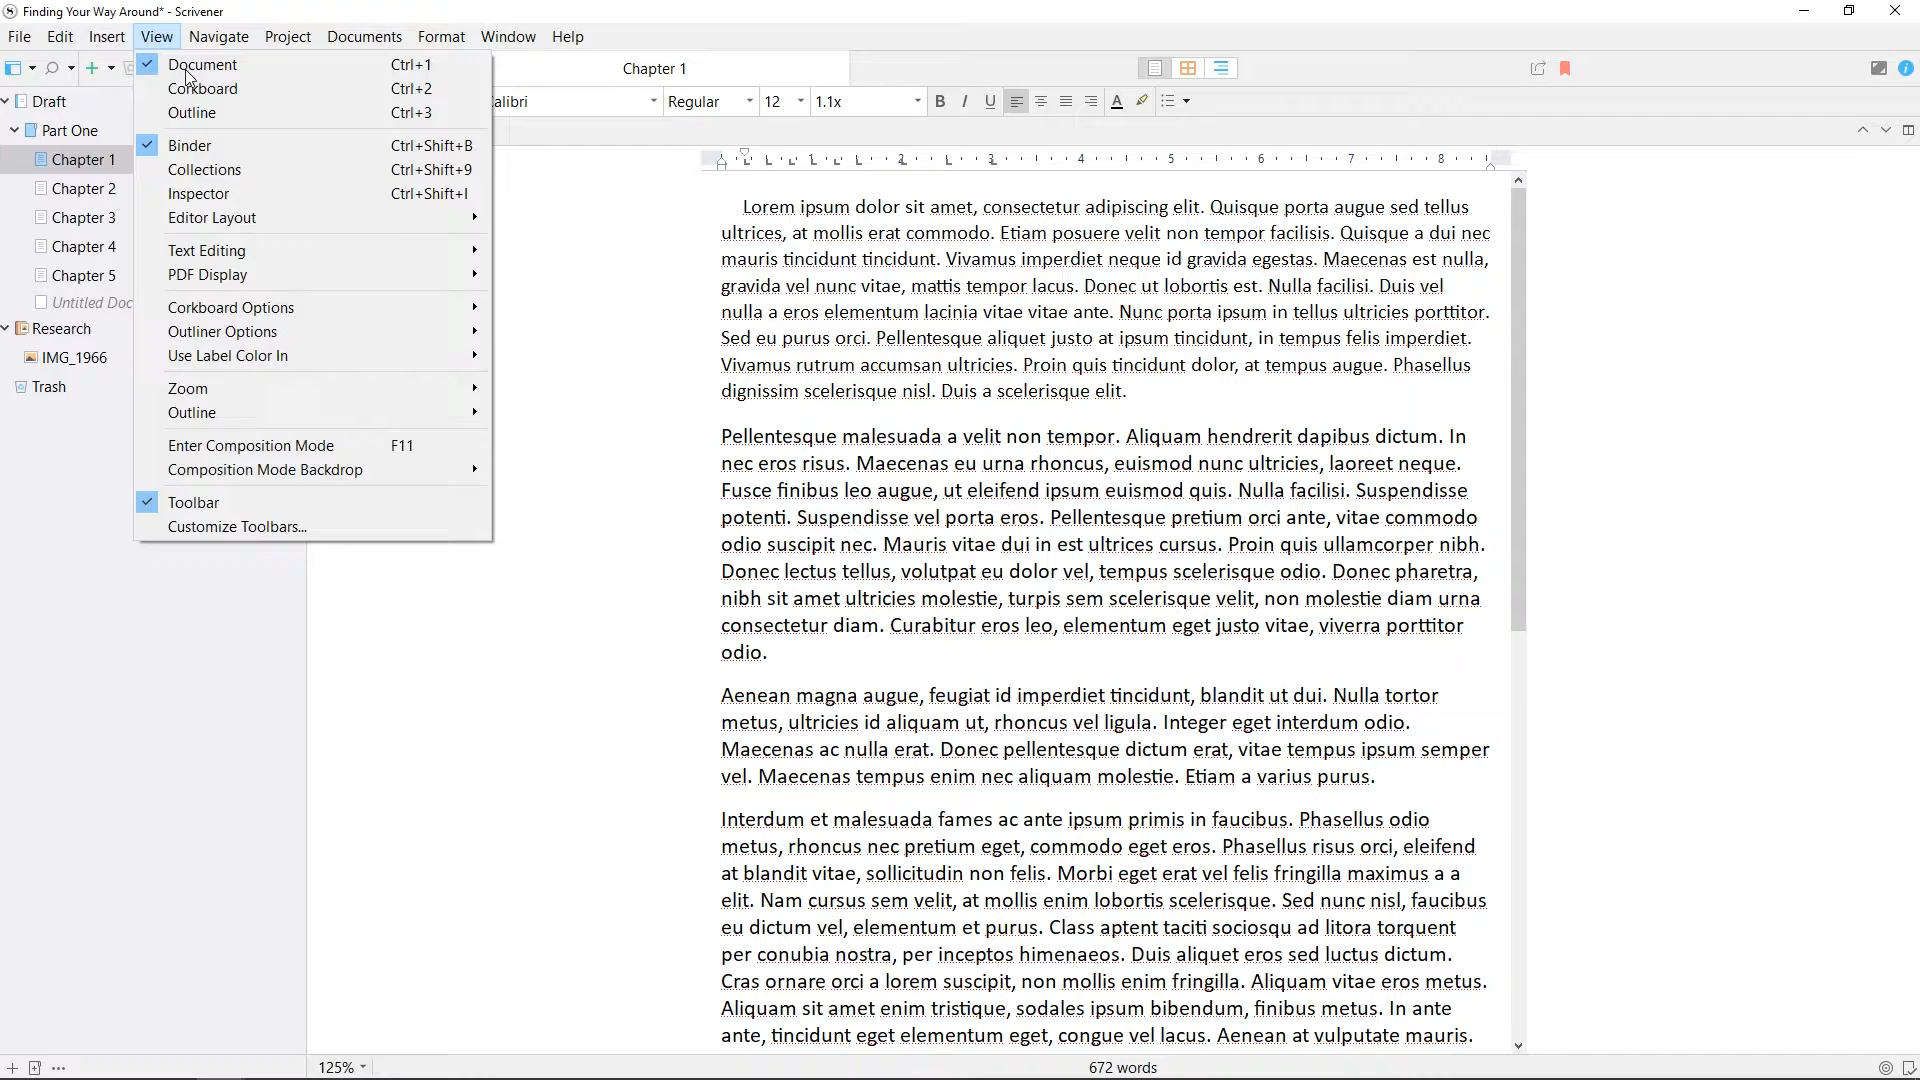 Finding Your Way Around* - Scrivener
File Edit Insert View Navigate Project Documents Format Window Help
Chapter 1
Regular 12 1.1x B I U A
Draft
Part One
Chapter 1
Chapter 2
Chapter 3
Chapter 4
Chapter 5
Untitled Doc
Research
IMG_1966
Trash
Document Ctrl+1
Corkboard Ctrl+2
Outline Ctrl+3
Binder Ctrl+Shift+B
Collections Ctrl+Shift+9
Inspector Ctrl+Shift+I
Editor Layout
Text Editing
PDF Display
Corkboard Options
Outliner Options
Use Label Color In
Zoom
Outline
Enter Composition Mode F11
Composition Mode Backdrop
Toolbar
Customize Toolbars...
2 3 4 5 6 7 8
Lorem ipsum dolor sit amet, consectetur adipiscing elit. Quisque porta augue sed tellus
ultrices, at mollis erat commodo. Etiam posuere velit non tempor facilisis. Quisque a dui nec
mauris tincidunt tincidunt. Vivamus imperdiet neque id gravida egestas. Maecenas est nulla,
gravida vel nunc vitae, mattis tempor lacus. Donec ut lobortis est. Nulla facilisi. Duis vel
nulla a eros elementum lacinia vitae vitae ante. Nunc porta ipsum in tellus ultricies porttitor.
Sed eu purus orci. Pellentesque aliquet justo at ipsum tincidunt, in tempus felis imperdiet.
Vivamus rutrum accumsan ultricies. Proin quis tincidunt dolor, at tempus augue. Phasellus
dignissim scelerisque nisl. Duis a scelerisque elit.
Pellentesque malesuada a velit non tempor. Aliquam hendrerit dapibus dictum. In
nec eros risus. Maecenas eu urna rhoncus, euismod nunc ultricies, laoreet neque.
Fusce finibus leo augue, ut eleifend ipsum euismod quis. Nulla facilisi. Suspendisse
potenti. Suspendisse vel porta eros. Pellentesque pretium orci ante, vitae commodo
odio suscipit nec. Mauris vitae dui in est ultrices cursus. Proin quis ullamcorper nibh.
Donec lectus tellus, volutpat eu dolor vel, tempus scelerisque odio. Donec pharetra,
nibh sit amet ultricies molestie, turpis sem scelerisque velit, non molestie diam urna
consectetur diam. Curabitur eros leo, elementum eget justo vitae, viverra porttitor
odio.
Aenean magna augue, feugiat id imperdiet tincidunt, blandit ut dui. Nulla tortor
metus, ultricies id aliquam ut, rhoncus vel ligula. Integer eget interdum odio.
Maecenas ac nulla erat. Donec pellentesque dictum erat, vitae tempus ipsum semper
vel. Maecenas tempus enim nec aliquam molestie. Etiam a varius purus.
Interdum et malesuada fames ac ante ipsum primis in faucibus. Phasellus odio
metus, rhoncus nec pretium eget, commodo eget eros. Phasellus risus orci, eleifend
at blandit vitae, sollicitudin non felis. Morbi eget erat vel felis fringilla maximus a a
elit. Nam cursus sem velit, at mollis enim lobortis scelerisque. Sed nunc nisl, faucibus
eu dictum vel, elementum et purus. Class aptent taciti sociosqu ad litora torquent
per conubia nostra, per inceptos himenaeos. Duis aliquet eros sed luctus dictum.
Cras ornare orci a lorem suscipit, non mollis enim fringilla. Aliquam vitae eros metus.
Aliquam sit amet enim tristique, sodales ipsum bibendum, finibus metus. In ante
ante, tincidunt eget elementum eget, congue vel lacus. Aenean at vulputate mauris.
125% 672 words